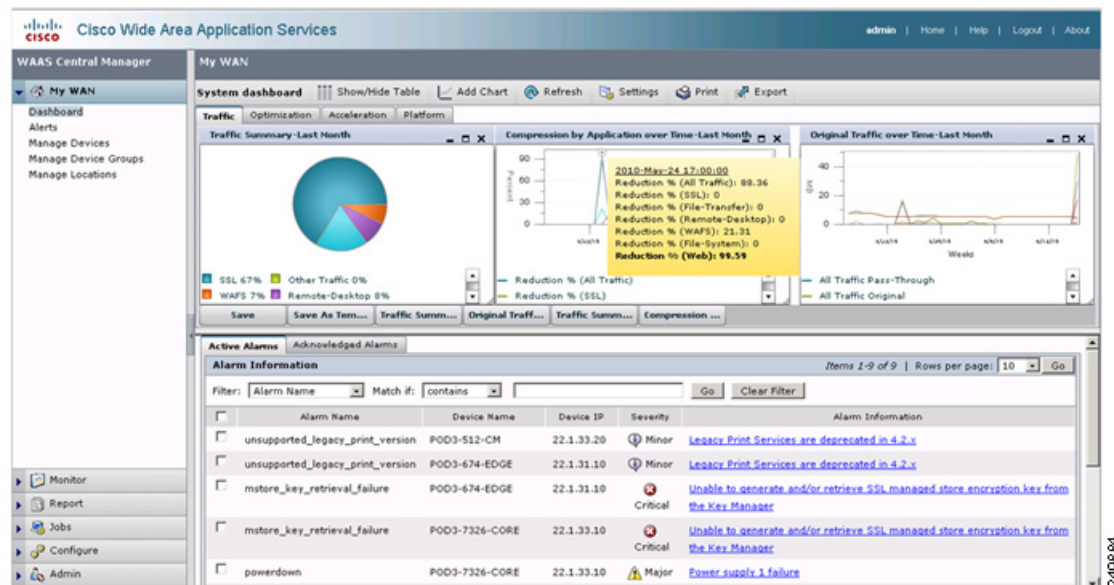 CISCO
Cisco Wide Area Application Services
admin | Home | Help | Logout | About
WAAS Central Manager
My WAN
My WAN
Dashboard
Alerts
Manage Devices
Manage Device Groups
Manage Locations
Monitor
Report
Jobs
Configure
Admin
System dashboard Show/Hide Table Add Chart Refresh Settings Print Export
Traffic Optimization Acceleration Platform
Traffic Summary-Last Month
SSL 67% Other Traffic 0%
WAFS 7% Remote-Desktop 8%
Compression by Application over Time-Last Month
Percent
90
60
30
0
2010-May-24 17:00:00
Reduction % (All Traffic): 88.36
Reduction % (SSL): 0
Reduction % (File-Transfer): 0
Reduction % (Remote-Desktop): 0
Reduction % (WAFS): 21.31
Reduction % (File-System): 0
Reduction % (Web): 99.59
Reduction % (All Traffic)
Reduction % (SSL)
Original Traffic over Time-Last Month
MB
40
20
0
Weeks
All Traffic Pass-Through
All Traffic Original
Save Save As Tem... Traffic Summ... Original Traff... Traffic Summ... Compression ...
Active Alarms Acknowledged Alarms
Alarm Information Items 1-9 of 9 | Rows per page: 10 Go
Filter: Alarm Name Match if: contains Go Clear Filter
Alarm Name Device Name Device IP Severity Alarm Information
unsupported_legacy_print_version POD3-512-CM 22.1.33.20 Minor Legacy Print Services are deprecated in 4.2.x
unsupported_legacy_print_version POD3-674-EDGE 22.1.31.10 Minor Legacy Print Services are deprecated in 4.2.x
mstore_key_retrieval_failure POD3-674-EDGE 22.1.31.10 Critical Unable to generate and/or retrieve SSL managed store encryption key from
the Key Manager
mstore_key_retrieval_failure POD3-7326-CORE 22.1.33.10 Critical Unable to generate and/or retrieve SSL managed store encryption key from
the Key Manager
powerdown POD3-7326-CORE 22.1.33.10 Major Power supply 1 failure